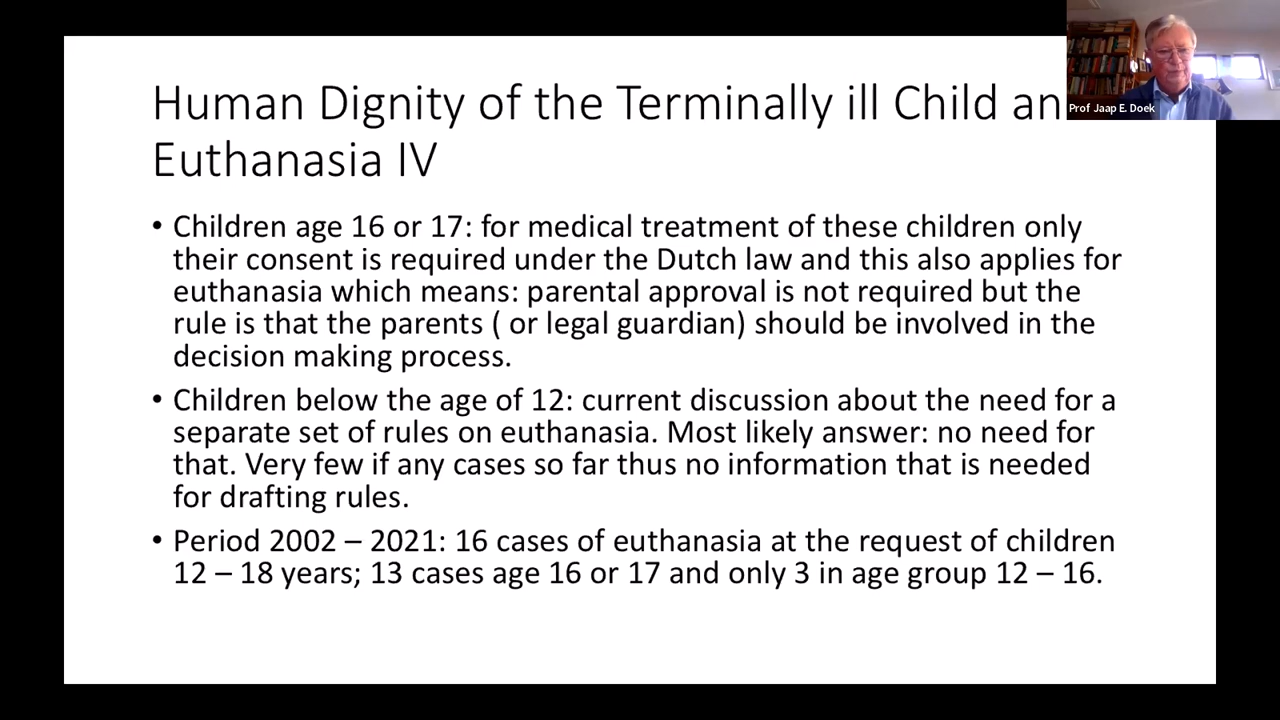 Human Dignity of the Terminally ill Child an
Euthanasia IV
Prof Jaap E. Doek
• Children age 16 or 17: for medical treatment of these children only
their consent is required under the Dutch law and this also applies for
euthanasia which means: parental approval is not required but the
rule is that the parents ( or legal guardian) should be involved in the
decision making process.
• Children below the age of 12: current discussion about the need for a
separate set of rules on euthanasia. Most likely answer: no need for
that. Very few if any cases so far thus no information that is needed
for drafting rules.
• Period 2002 – 2021: 16 cases of euthanasia at the request of children
12 – 18 years; 13 cases age 16 or 17 and only 3 in age group 12 – 16.